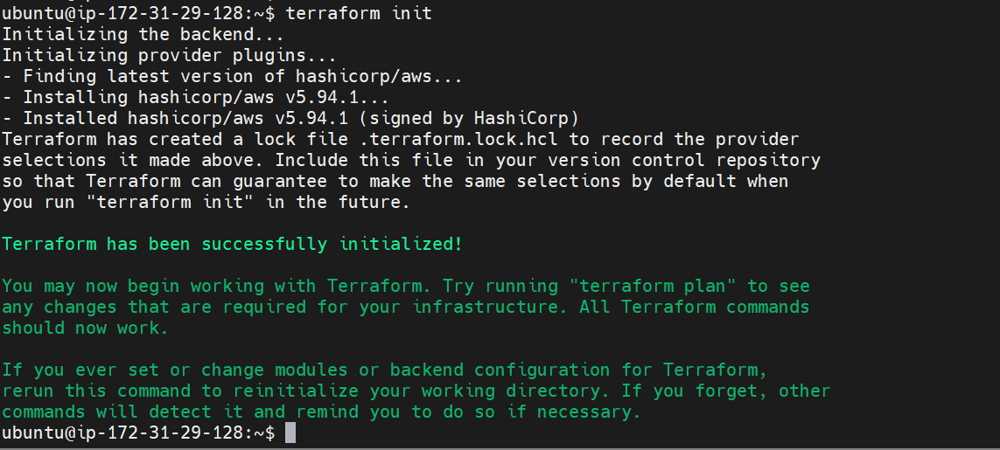 ubuntu@ip-172-31-29-128:~$ terraform init
Initializing the backend...
Initializing provider plugins...
- Finding latest version of hashicorp/aws...
- Installing hashicorp/aws v5.94.1...
- Installed hashicorp/aws v5.94.1 (signed by HashiCorp)
Terraform has created a lock file .terraform.lock.hcl to record the provider
selections it made above. Include this file in your version control repository
so that Terraform can guarantee to make the same selections by default when
you run "terraform init" in the future.
Terraform has been successfully initialized!
You may now begin working with Terraform. Try running "terraform plan" to see
any changes that are required for your infrastructure. All Terraform commands
should now work.
If you ever set or change modules or backend configuration for Terraform,
rerun this command to reinitialize your working directory. If you forget, other
commands will detect it and remind you to do so if necessary.
ubuntu@ip-172-31-29-128:~$